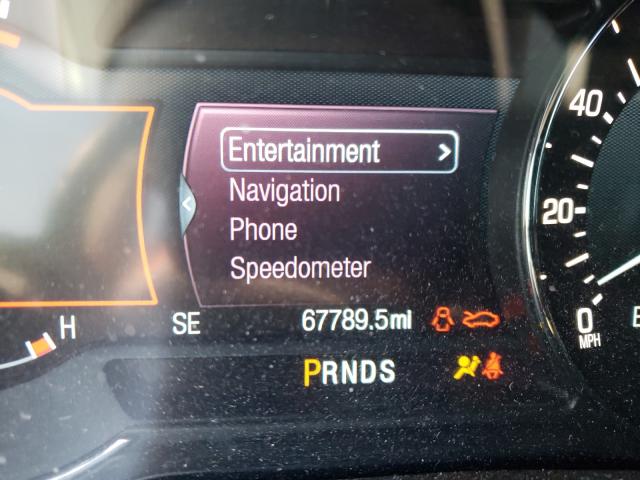 Entertainment >
Navigation
Phone
Speedometer
40
20
0
MPH
H
SE
67789.5mi
PRNDS